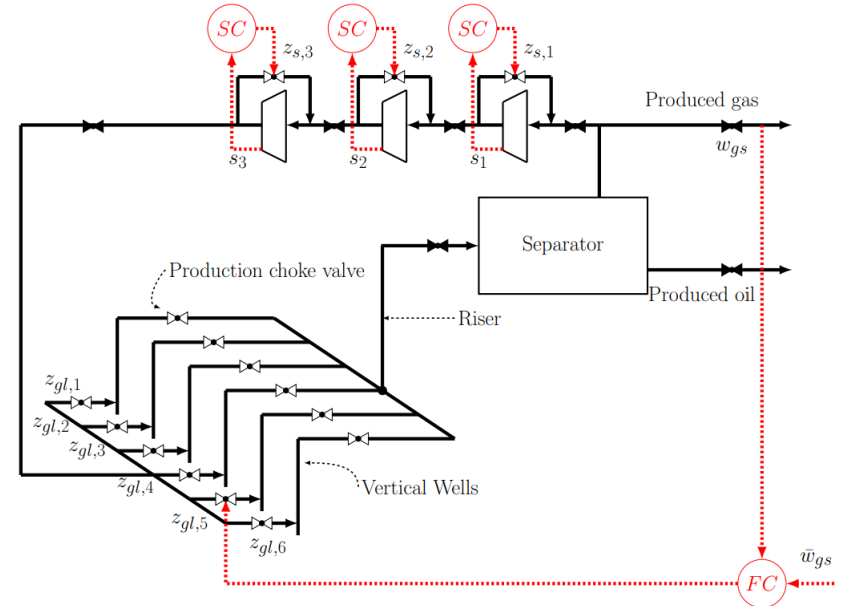 SC SC SC
z_{s,3} z_{s,2} z_{s,1}
Produced gas
s_3 s_2 s_1
w_{gs}
Separator
Production choke valve
Produced oil
Riser
z_{gl,1}
z_{gl,2}
z_{gl,3}
z_{gl,4}
Vertical Wells
z_{gl,5}
z_{gl,6}
w̄_{gs}
FC